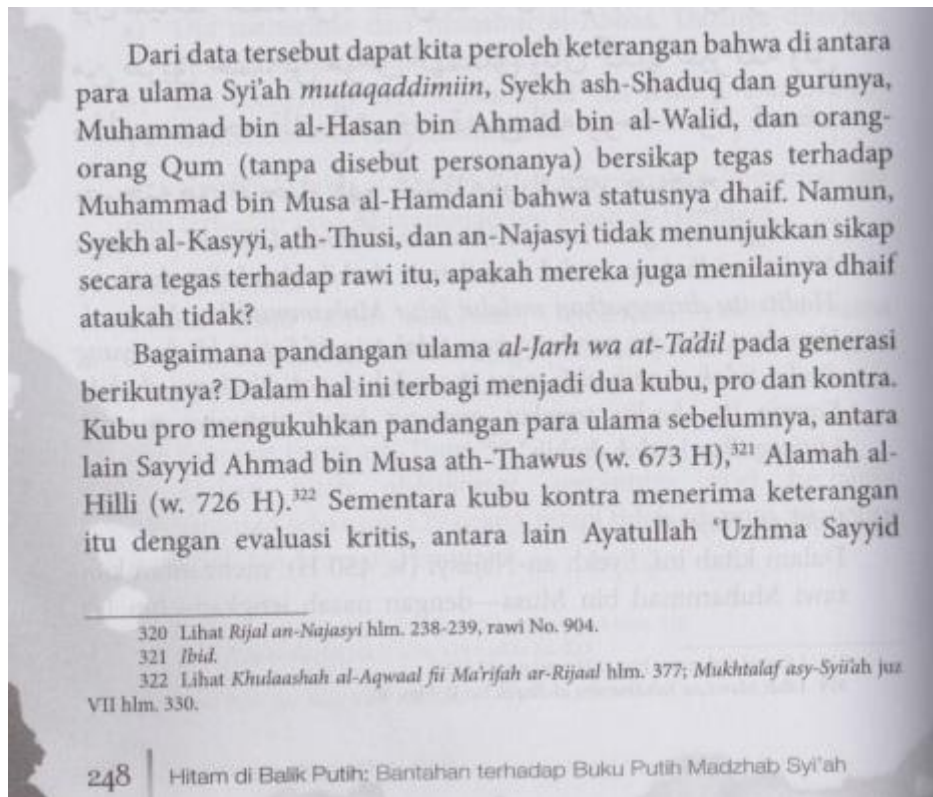 Dari data tersebut dapat kita peroleh keterangan bahwa di antara
para ulama Syi'ah mutaqaddimiin, Syekh ash-Shaduq dan gurunya,
Muhammad bin al-Hasan bin Ahmad bin al-Walid, dan orang-
orang Qum (tanpa disebut personanya) bersikap tegas terhadap
Muhammad bin Musa al-Hamdani bahwa statusnya dhaif. Namun,
Syekh al-Kasyyi, ath-Thusi, dan an-Najasyi tidak menunjukkan sikap
secara tegas terhadap rawi itu, apakah mereka juga menilainya dhaif
ataukah tidak?
Bagaimana pandangan ulama al-Jarh wa at-Ta'dil pada generasi
berikutnya? Dalam hal ini terbagi menjadi dua kubu, pro dan kontra.
Kubu pro mengukuhkan pandangan para ulama sebelumnya, antara
lain Sayyid Ahmad bin Musa ath-Thawus (w. 673 H),321 Alamah al-
Hilli (w. 726 H).322 Sementara kubu kontra menerima keterangan
itu dengan evaluasi kritis, antara lain Ayatullah 'Uzhma Sayyid
320 Lihat Rijal an-Najasyi hlm. 238-239, rawi No. 904.
321 Ibid.
322 Lihat Khulaashah al-Aqwaal fii Ma'rifah ar-Rijaal hlm. 377; Mukhtalaf asy-Syii'ah juz
VII hlm. 330.
248 | Hitam di Balik Putih: Bantahan terhadap Buku Putih Madzhab Syi'ah